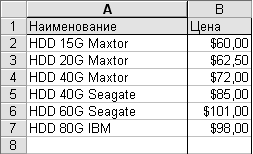 A B
1 Наименование Цена
2 HDD 15G Maxtor $60,00
3 HDD 20G Maxtor $62,50
4 HDD 40G Maxtor $72,00
5 HDD 40G Seagate $85,00
6 HDD 60G Seagate $101,00
7 HDD 80G IBM $98,00
8